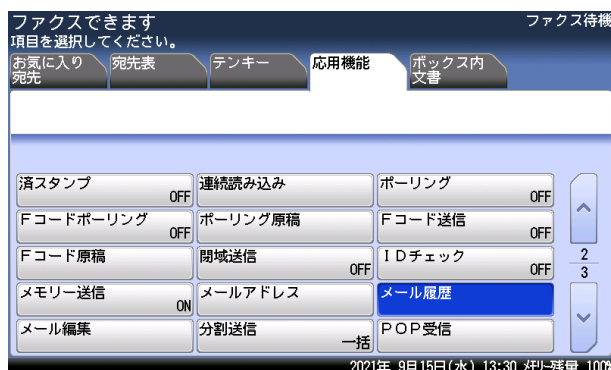 ファクスできます
ファクス待機
項目を選択してください。
お気に入り
宛先
宛先表
テンキー
応用機能
ボックス内
文書
済スタンプ
OFF
連続読み込み
ポーリング
OFF
Fコードポーリング
OFF
ポーリング原稿
Fコード送信
OFF
Fコード原稿
閉域送信
OFF
IDチェック
OFF
2
3
メモリー送信
ON
メールアドレス
メール履歴
メール編集
分割送信
一括
POP受信
2021年 9月15日(水) 13:30 メモリー残量 100%